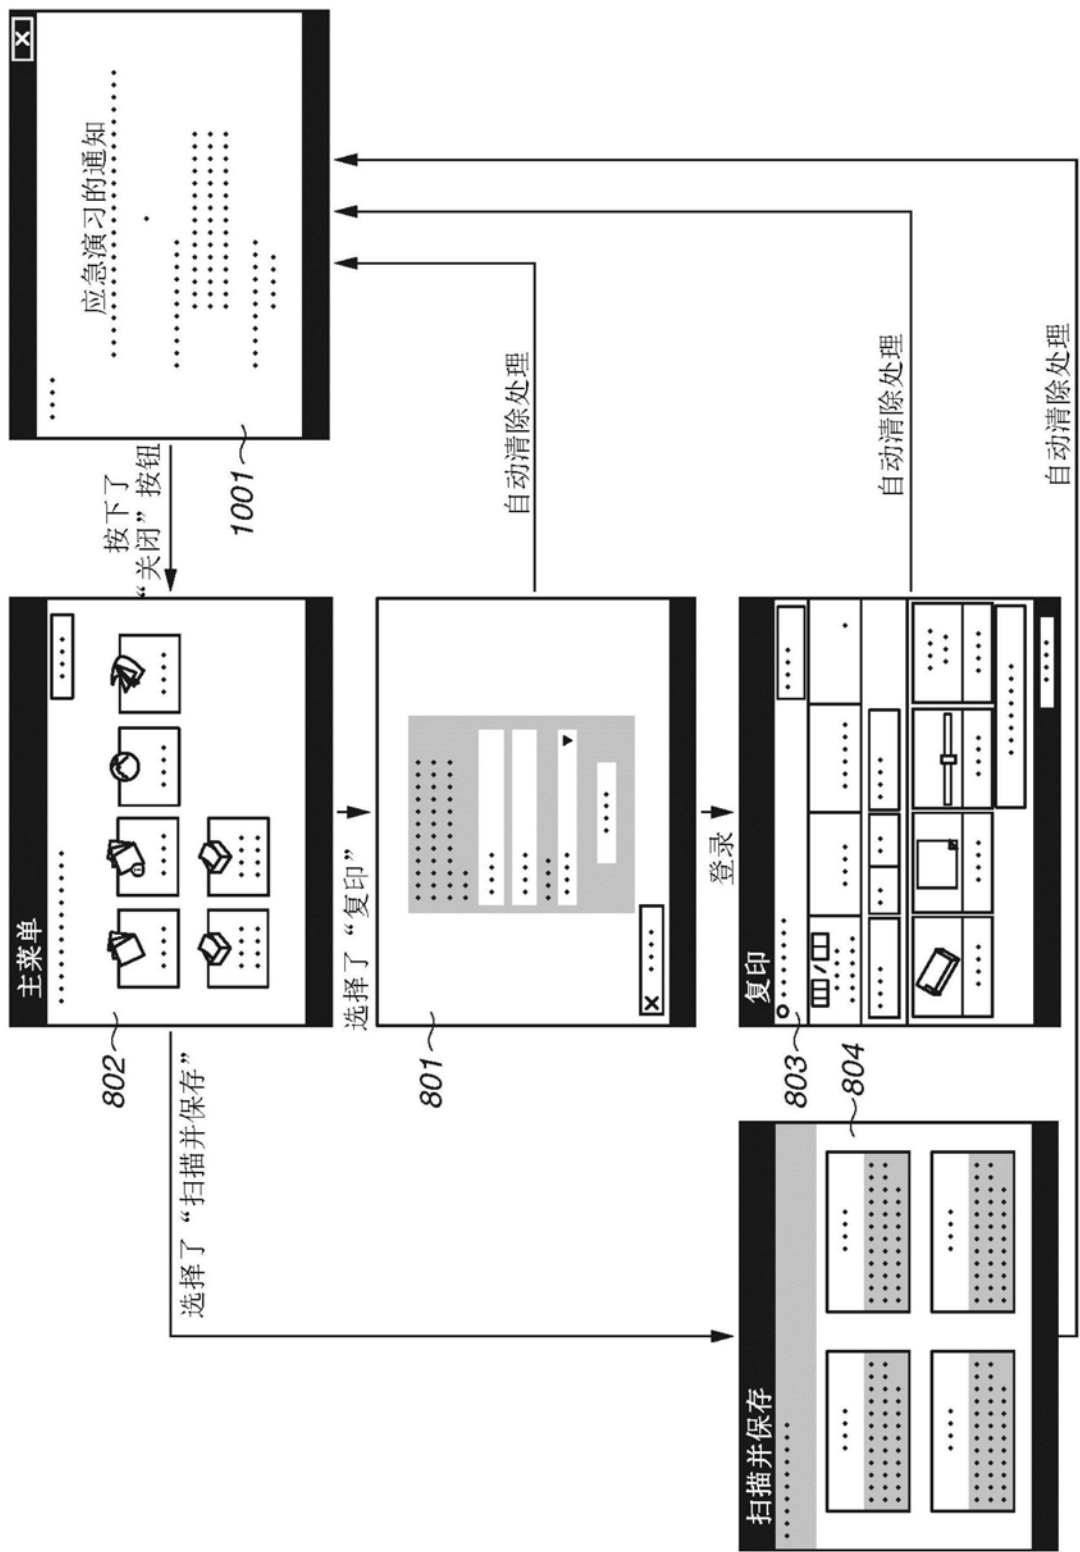 应急演习的通知
1001
按下了
“关闭”按钮
主菜单
802
选择了“扫描并保存”
选择了“复印”
801
登录
复印
803
804
扫描并保存
自动清除处理
自动清除处理
自动清除处理